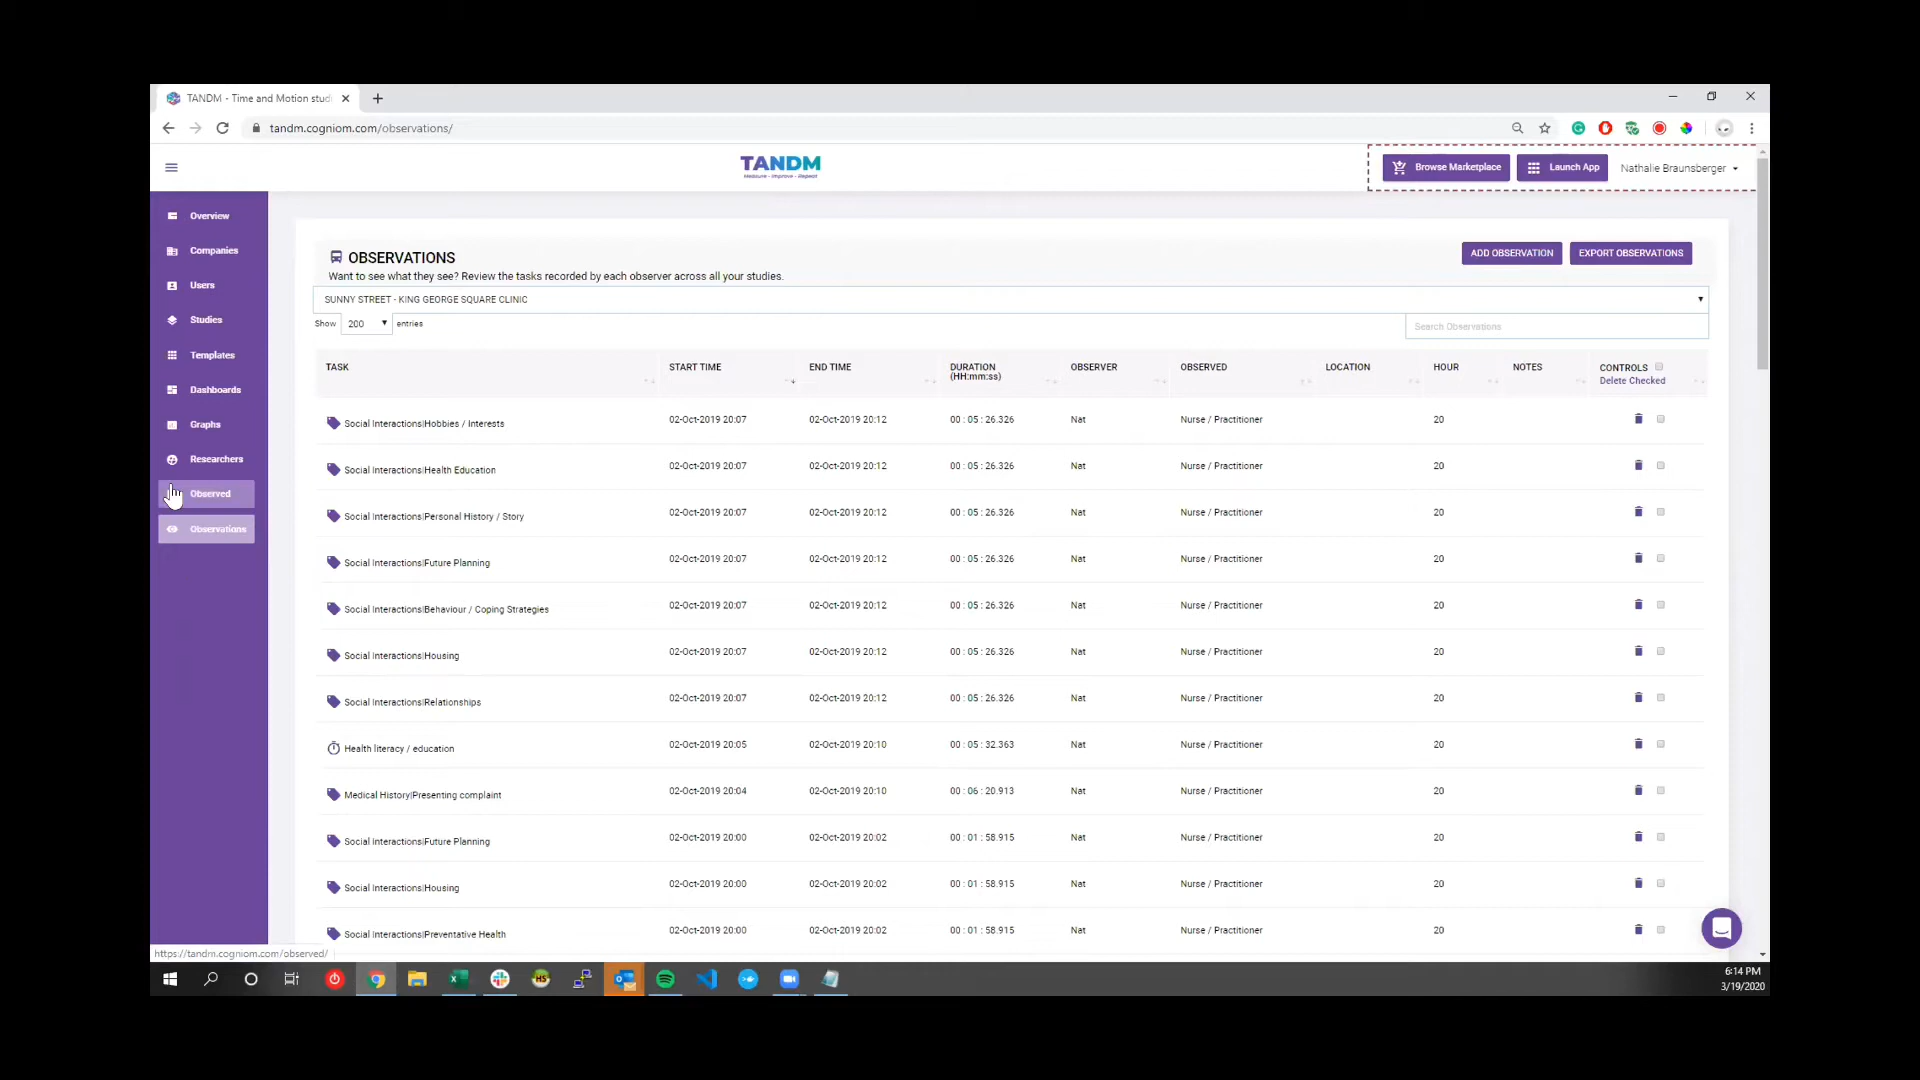 TANDM - Time and Motion stud
tandm.cogniom.com/observations/
TANDM
Measure - Improve - Repeat
Browse Marketplace
Launch App
Nathalie Braunsberger
Overview
Companies
Users
Studies
Templates
Dashboards
Graphs
Researchers
Observed
Observations
OBSERVATIONS
Want to see what they see? Review the tasks recorded by each observer across all your studies.
ADD OBSERVATION
EXPORT OBSERVATIONS
SUNNY STREET - KING GEORGE SQUARE CLINIC
Show 200 entries
Search Observations
TASK START TIME END TIME DURATION (HH:mm:ss) OBSERVER OBSERVED LOCATION HOUR NOTES CONTROLS
Delete Checked
Social Interactions|Hobbies / Interests 02-Oct-2019 20:07 02-Oct-2019 20:12 00 : 05 : 26.326 Nat Nurse / Practitioner 20
Social Interactions|Health Education 02-Oct-2019 20:07 02-Oct-2019 20:12 00 : 05 : 26.326 Nat Nurse / Practitioner 20
Social Interactions|Personal History / Story 02-Oct-2019 20:07 02-Oct-2019 20:12 00 : 05 : 26.326 Nat Nurse / Practitioner 20
Social Interactions|Future Planning 02-Oct-2019 20:07 02-Oct-2019 20:12 00 : 05 : 26.326 Nat Nurse / Practitioner 20
Social Interactions|Behaviour / Coping Strategies 02-Oct-2019 20:07 02-Oct-2019 20:12 00 : 05 : 26.326 Nat Nurse / Practitioner 20
Social Interactions|Housing 02-Oct-2019 20:07 02-Oct-2019 20:12 00 : 05 : 26.326 Nat Nurse / Practitioner 20
Social Interactions|Relationships 02-Oct-2019 20:07 02-Oct-2019 20:12 00 : 05 : 26.326 Nat Nurse / Practitioner 20
Health literacy / education 02-Oct-2019 20:05 02-Oct-2019 20:10 00 : 05 : 32.363 Nat Nurse / Practitioner 20
Medical History|Presenting complaint 02-Oct-2019 20:04 02-Oct-2019 20:10 00 : 06 : 20.913 Nat Nurse / Practitioner 20
Social Interactions|Future Planning 02-Oct-2019 20:00 02-Oct-2019 20:02 00 : 01 : 58.915 Nat Nurse / Practitioner 20
Social Interactions|Housing 02-Oct-2019 20:00 02-Oct-2019 20:02 00 : 01 : 58.915 Nat Nurse / Practitioner 20
Social Interactions|Preventative Health 02-Oct-2019 20:00 02-Oct-2019 20:02 00 : 01 : 58.915 Nat Nurse / Practitioner 20
https://tandm.cogniom.com/observed/
HS
6:14 PM
3/19/2020